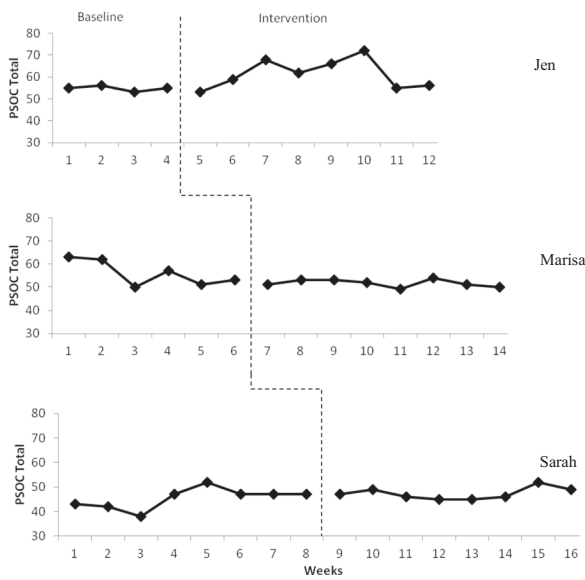 Baseline Intervention
80
70
60
50
40
30
PSOC Total
1 2 3 4 5 6 7 8 9 10 11 12
Jen
80
70
60
50
40
30
PSOC Total
1 2 3 4 5 6 7 8 9 10 11 12 13 14
Marisa
80
70
60
50
40
30
PSOC Total
1 2 3 4 5 6 7 8 9 10 11 12 13 14 15 16
Sarah
Weeks